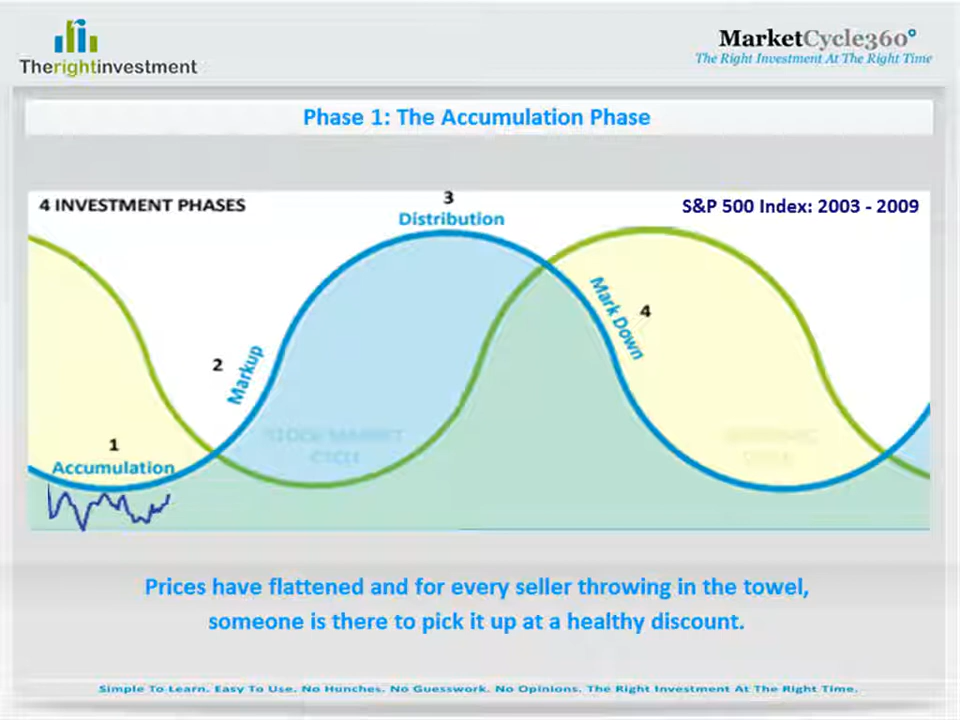 Therightinvestment
MarketCycle360°
The Right Investment At The Right Time
Phase 1: The Accumulation Phase
4 INVESTMENT PHASES
3
Distribution
S&P 500 Index: 2003 - 2009
Mark Down
4
2
Markup
1
Accumulation
STOCK MARKET
CYCLE
Prices have flattened and for every seller throwing in the towel,
someone is there to pick it up at a healthy discount.
Simple To Learn. Easy To Use. No Hunches. No Guesswork. No Opinions. The Right Investment At The Right Time.